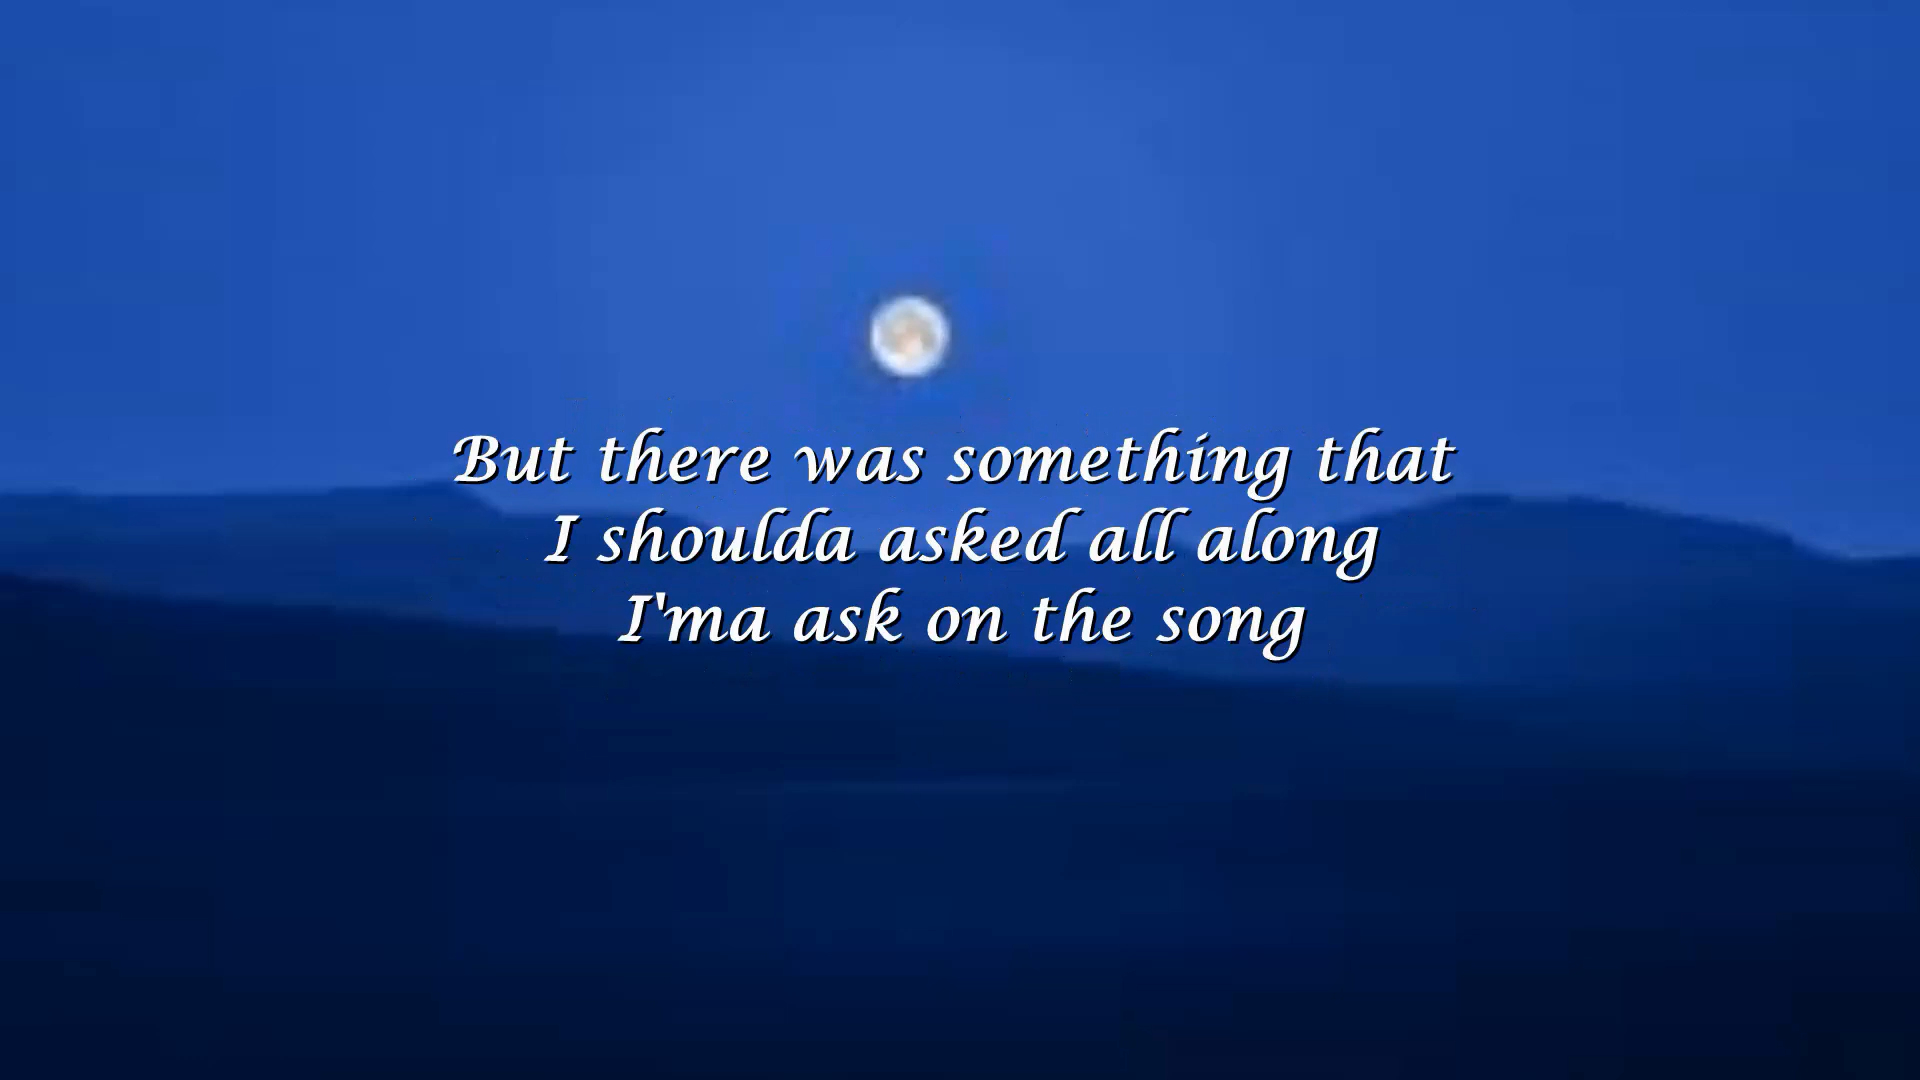 But there was something that
I shoulda asked all along
I'ma ask on the song